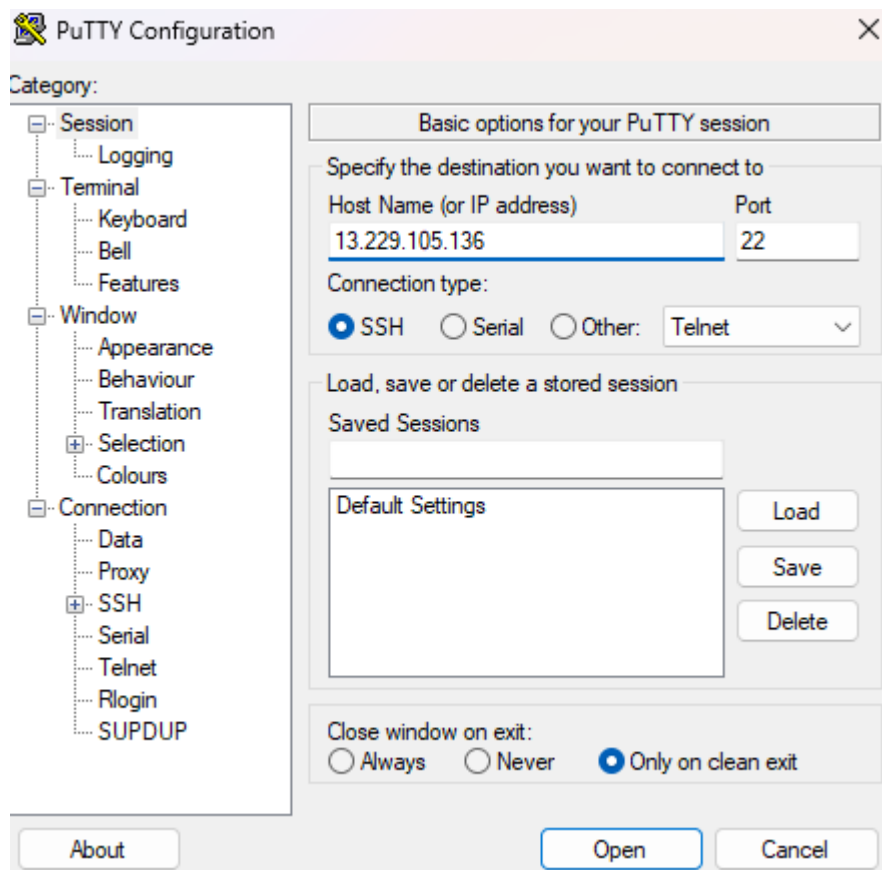 PuTTY Configuration
Category:
Session
Logging
Terminal
Keyboard
Bell
Features
Window
Appearance
Behaviour
Translation
Selection
Colours
Connection
Data
Proxy
SSH
Serial
Telnet
Rlogin
SUPDUP
Basic options for your PuTTY session
Specify the destination you want to connect to
Host Name (or IP address) Port
13.229.105.136 22
Connection type:
SSH Serial Other: Telnet
Load, save or delete a stored session
Saved Sessions
Default Settings
Load
Save
Delete
Close window on exit:
Always Never Only on clean exit
About Open Cancel